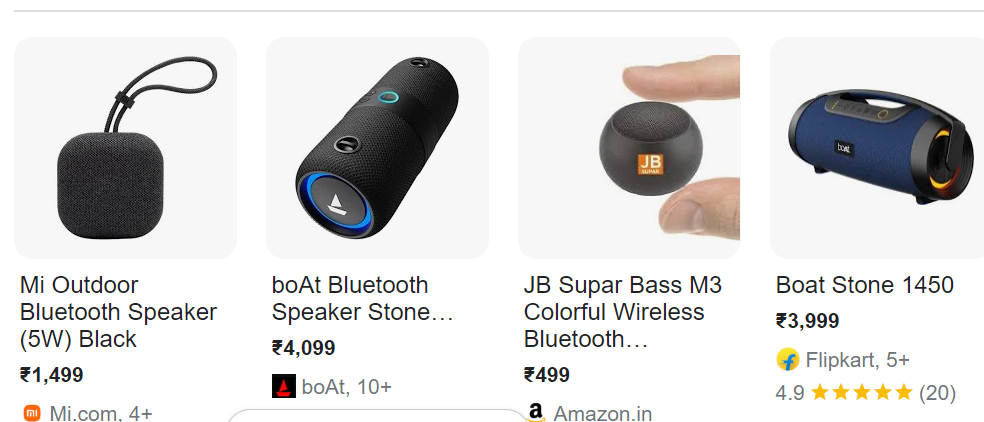 JB
SUPAR
boAt
Mi Outdoor
Bluetooth Speaker
(5W) Black
₹1,499
Mi.com, 4+
boAt Bluetooth
Speaker Stone…
₹4,099
boAt, 10+
JB Supar Bass M3
Colorful Wireless
Bluetooth…
₹499
Amazon.in
Boat Stone 1450
₹3,999
Flipkart, 5+
4.9 ★★★★★ (20)